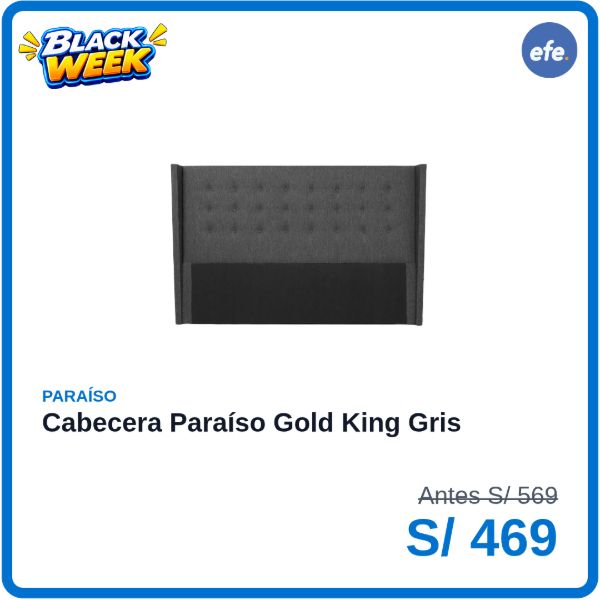 BLACK
WEEK
efe.
PARAÍSO
Cabecera Paraíso Gold King Gris
Antes S/ 569
S/ 469